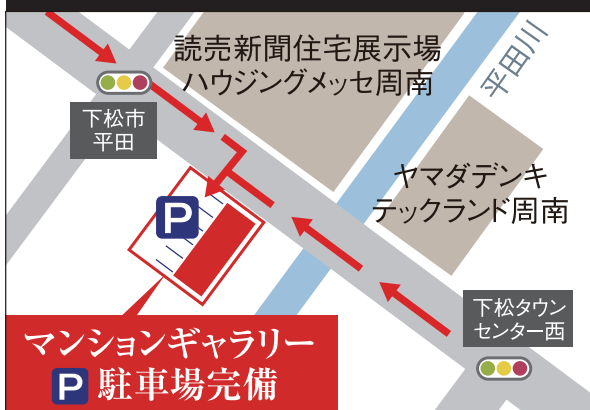 読売新聞住宅展示場
ハウジングメッセ周南
平田川
下松市
平田
ヤマダデンキ
テックランド周南
P
下松タウン
センター西
マンションギャラリー
P 駐車場完備